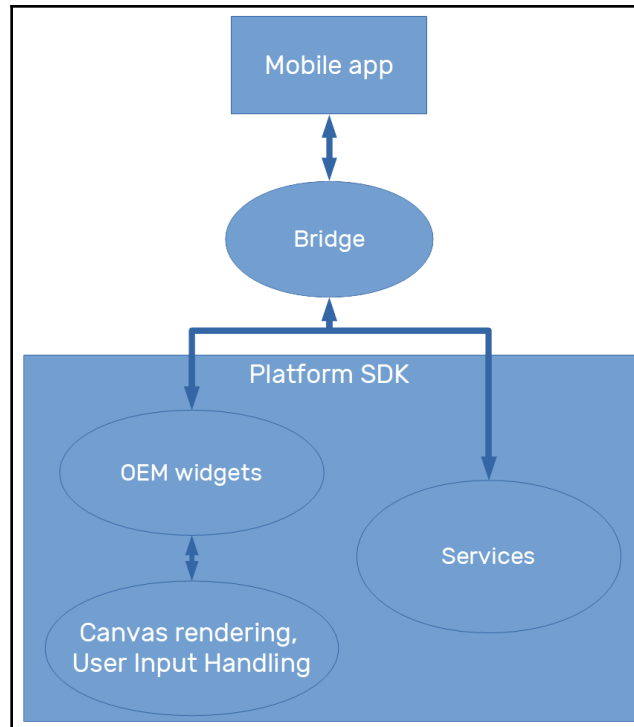 Mobile app
Bridge
Platform SDK
OEM widgets
Services
Canvas rendering,
User Input Handling